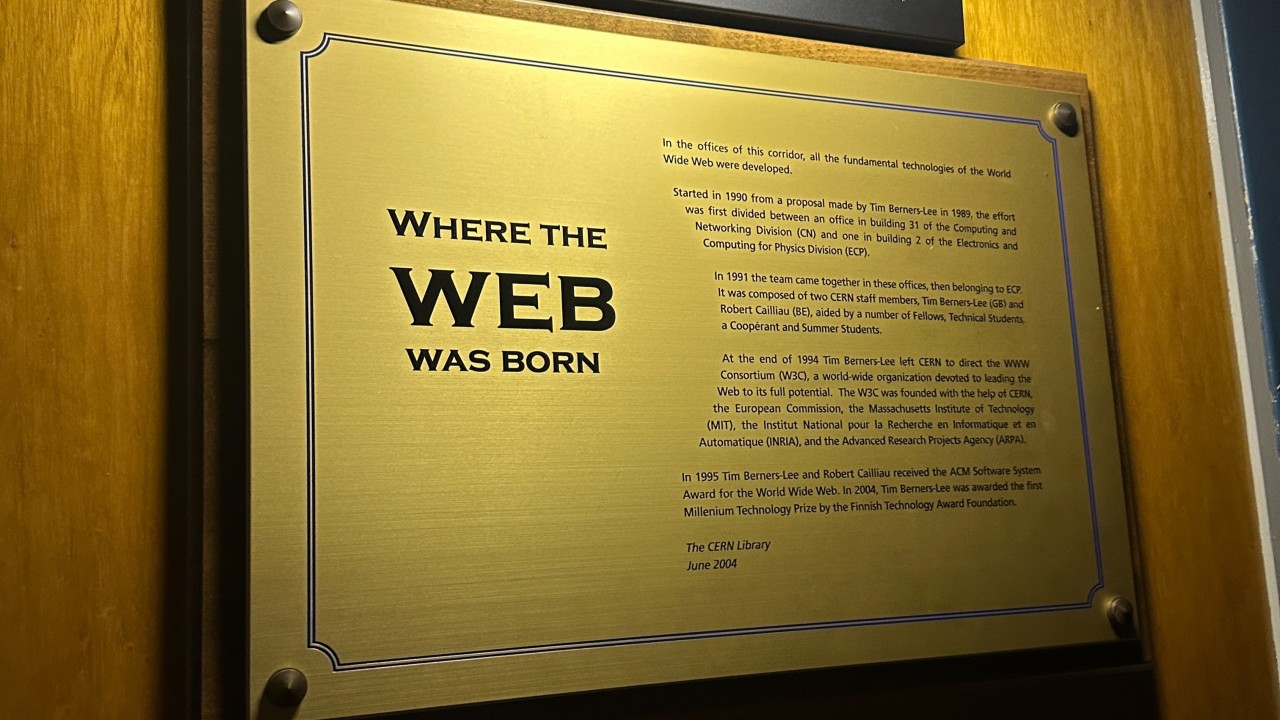 WHERE THE
WEB
WAS BORN
In the offices of this corridor, all the fundamental technologies of the World
Wide Web were developed.
Started in 1990 from a proposal made by Tim Berners-Lee in 1989, the effort
was first divided between an office in building 31 of the Computing and
Networking Division (CN) and one in building 2 of the Electronics and
Computing for Physics Division (ECP).
In 1991 the team came together in these offices, then belonging to ECP.
It was composed of two CERN staff members, Tim Berners-Lee (GB) and
Robert Cailliau (BE), aided by a number of Fellows, Technical Students,
a Coopérant and Summer Students.
At the end of 1994 Tim Berners-Lee left CERN to direct the WWW
Consortium (W3C), a world-wide organization devoted to leading the
Web to its full potential. The W3C was founded with the help of CERN,
the European Commission, the Massachusetts Institute of Technology
(MIT), the Institut National pour la Recherche en Informatique et en
Automatique (INRIA), and the Advanced Research Projects Agency (ARPA).
In 1995 Tim Berners-Lee and Robert Cailliau received the ACM Software System
Award for the World Wide Web. In 2004, Tim Berners-Lee was awarded the first
Millenium Technology Prize by the Finnish Technology Award Foundation.
The CERN Library
June 2004